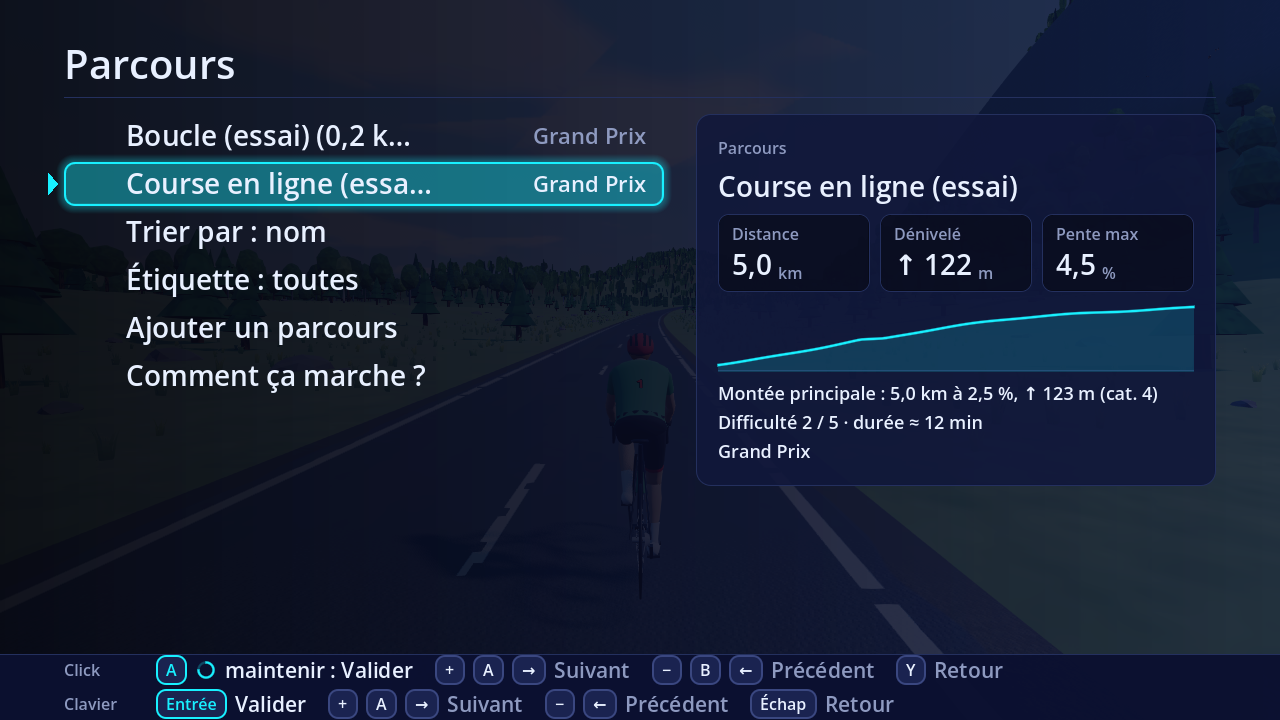 Parcours
Boucle (essai) (0,2 k... Grand Prix
Course en ligne (essa... Grand Prix
Trier par : nom
Étiquette : toutes
Ajouter un parcours
Comment ça marche ?
Parcours
Course en ligne (essai)
Distance
5,0 km
Dénivelé
↑ 122 m
Pente max
4,5 %
Montée principale : 5,0 km à 2,5 %, ↑ 123 m (cat. 4)
Difficulté 2 / 5 · durée ≈ 12 min
Grand Prix
Click A maintenir : Valider + A → Suivant − B ← Précédent Y Retour
Clavier Entrée Valider + A → Suivant − ← Précédent Échap Retour